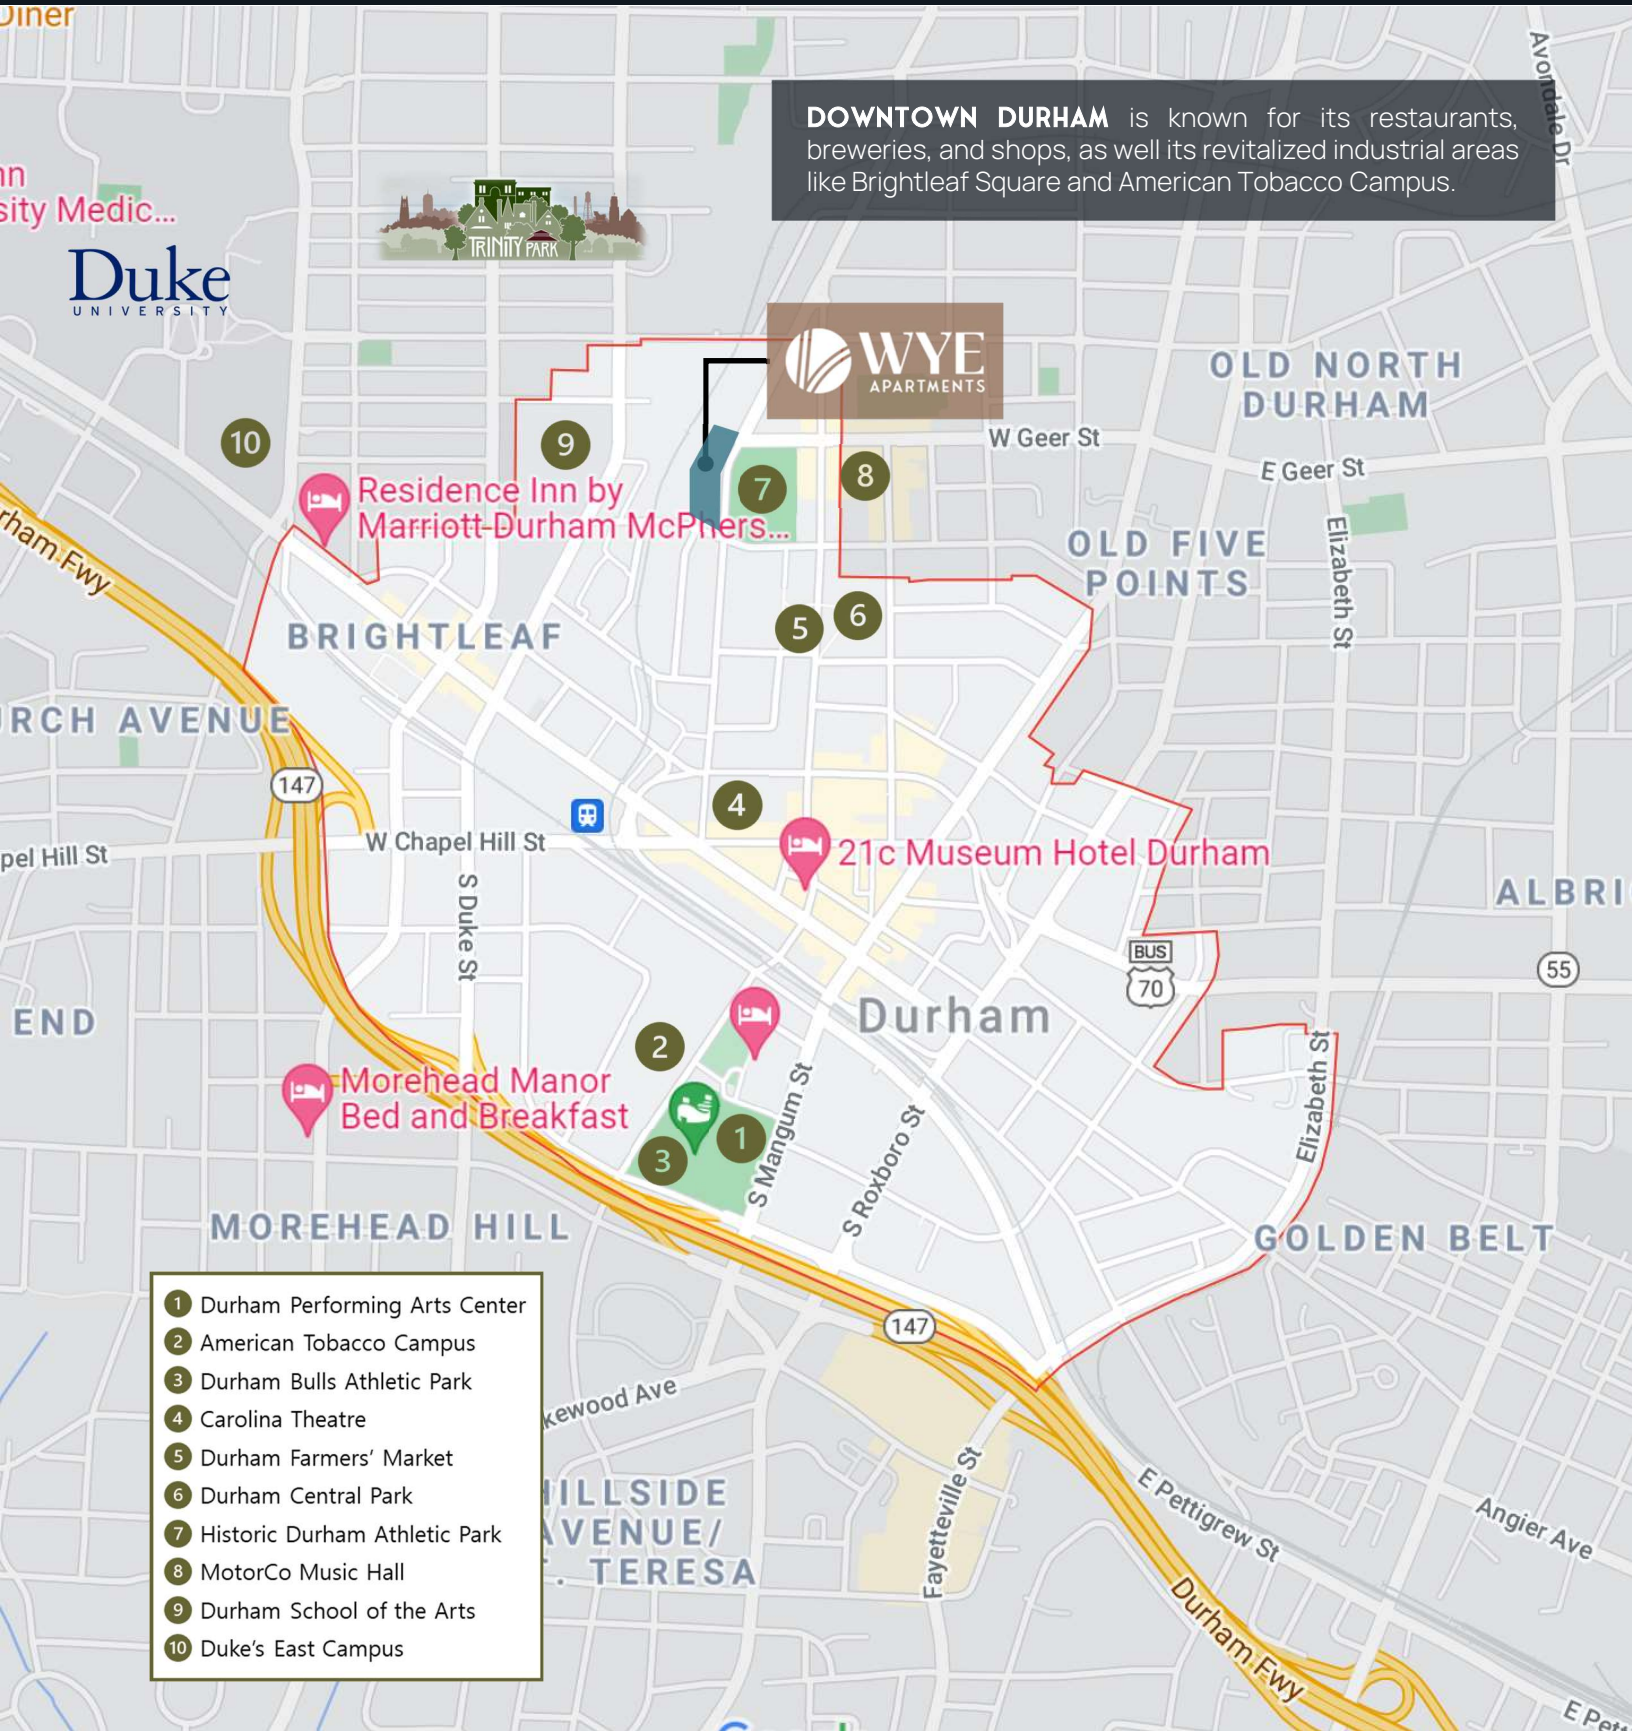 Diner
Avondale Dr
DOWNTOWN DURHAM is known for its restaurants,
breweries, and shops, as well its revitalized industrial areas
like Brightleaf Square and American Tobacco Campus.
nn
sity Medic...
Duke
UNIVERSITY
TRINITY PARK
WYE
APARTMENTS
OLD NORTH
DURHAM
W Geer St
E Geer St
10
9
8
7
Residence Inn by
Marriott-Durham McPhers...
rham Fwy
OLD FIVE
POINTS
Elizabeth St
BRIGHTLEAF
5
6
RCH AVENUE
147
4
W Chapel Hill St
pel Hill St
21c Museum Hotel Durham
S Duke St
ALBRI
BUS
70
55
Durham
END
2
Morehead Manor
Bed and Breakfast
1
3
S Mangum St
S Roxboro St
Elizabeth St
MOREHEAD HILL
GOLDEN BELT
147
1 Durham Performing Arts Center
2 American Tobacco Campus
3 Durham Bulls Athletic Park
4 Carolina Theatre
5 Durham Farmers' Market
6 Durham Central Park
7 Historic Durham Athletic Park
8 MotorCo Music Hall
9 Durham School of the Arts
10 Duke's East Campus
kewood Ave
HILLSIDE
AVENUE/
. TERESA
Fayetteville St
E Pettigrew St
Angier Ave
Durham Fwy
E Pett